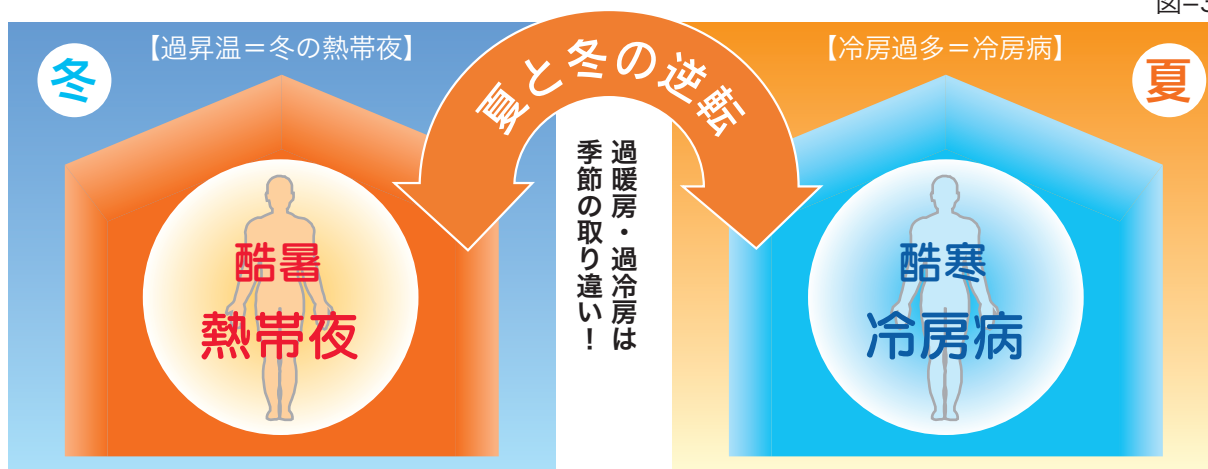 図−3
夏と冬の逆転
冬
【過昇温＝冬の熱帯夜】
酷暑
熱帯夜
過暖房・過冷房は
季節の取り違い！
【冷房過多＝冷房病】
夏
酷寒
冷房病